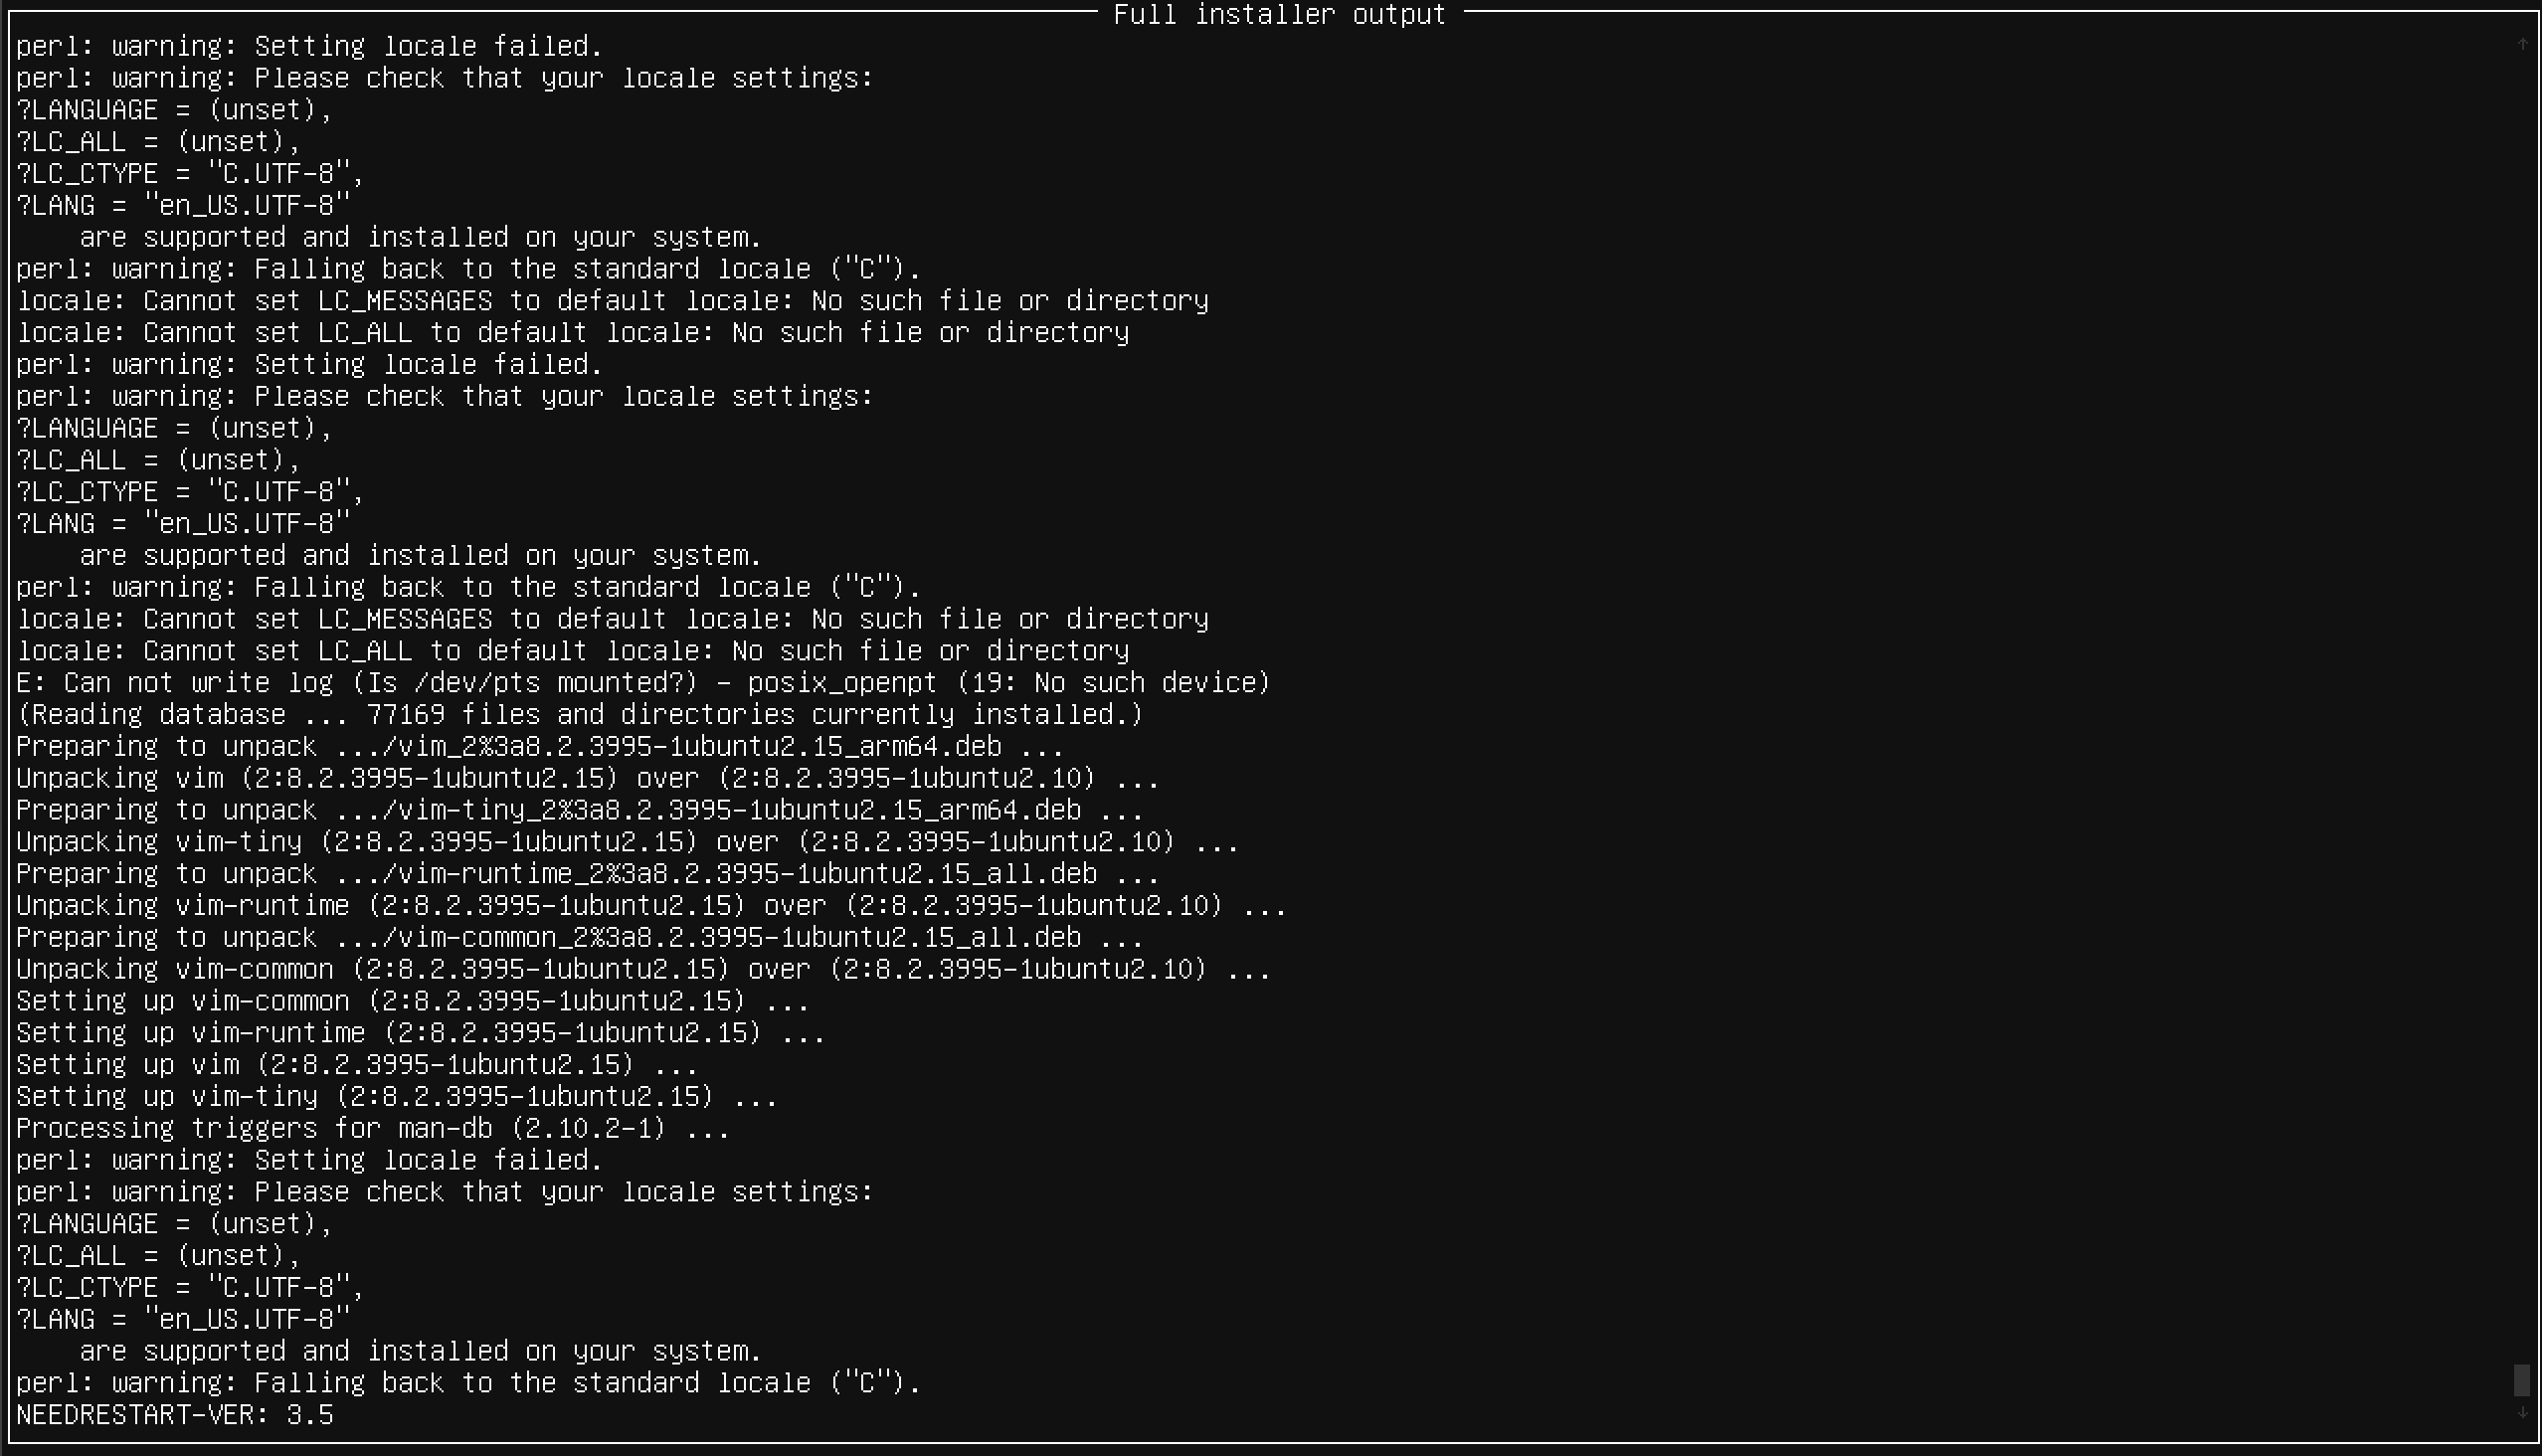 Full installer output
perl: warning: Setting locale failed.
perl: warning: Please check that your locale settings:
?LANGUAGE = (unset),
?LC_ALL = (unset),
?LC_CTYPE = "C.UTF-8",
?LANG = "en_US.UTF-8"
    are supported and installed on your system.
perl: warning: Falling back to the standard locale ("C").
locale: Cannot set LC_MESSAGES to default locale: No such file or directory
locale: Cannot set LC_ALL to default locale: No such file or directory
perl: warning: Setting locale failed.
perl: warning: Please check that your locale settings:
?LANGUAGE = (unset),
?LC_ALL = (unset),
?LC_CTYPE = "C.UTF-8",
?LANG = "en_US.UTF-8"
    are supported and installed on your system.
perl: warning: Falling back to the standard locale ("C").
locale: Cannot set LC_MESSAGES to default locale: No such file or directory
locale: Cannot set LC_ALL to default locale: No such file or directory
E: Can not write log (Is /dev/pts mounted?) - posix_openpt (19: No such device)
(Reading database ... 77169 files and directories currently installed.)
Preparing to unpack .../vim_2%3a8.2.3995-1ubuntu2.15_arm64.deb ...
Unpacking vim (2:8.2.3995-1ubuntu2.15) over (2:8.2.3995-1ubuntu2.10) ...
Preparing to unpack .../vim-tiny_2%3a8.2.3995-1ubuntu2.15_arm64.deb ...
Unpacking vim-tiny (2:8.2.3995-1ubuntu2.15) over (2:8.2.3995-1ubuntu2.10) ...
Preparing to unpack .../vim-runtime_2%3a8.2.3995-1ubuntu2.15_all.deb ...
Unpacking vim-runtime (2:8.2.3995-1ubuntu2.15) over (2:8.2.3995-1ubuntu2.10) ...
Preparing to unpack .../vim-common_2%3a8.2.3995-1ubuntu2.15_all.deb ...
Unpacking vim-common (2:8.2.3995-1ubuntu2.15) over (2:8.2.3995-1ubuntu2.10) ...
Setting up vim-common (2:8.2.3995-1ubuntu2.15) ...
Setting up vim-runtime (2:8.2.3995-1ubuntu2.15) ...
Setting up vim (2:8.2.3995-1ubuntu2.15) ...
Setting up vim-tiny (2:8.2.3995-1ubuntu2.15) ...
Processing triggers for man-db (2.10.2-1) ...
perl: warning: Setting locale failed.
perl: warning: Please check that your locale settings:
?LANGUAGE = (unset),
?LC_ALL = (unset),
?LC_CTYPE = "C.UTF-8",
?LANG = "en_US.UTF-8"
    are supported and installed on your system.
perl: warning: Falling back to the standard locale ("C").
NEEDRESTART-VER: 3.5